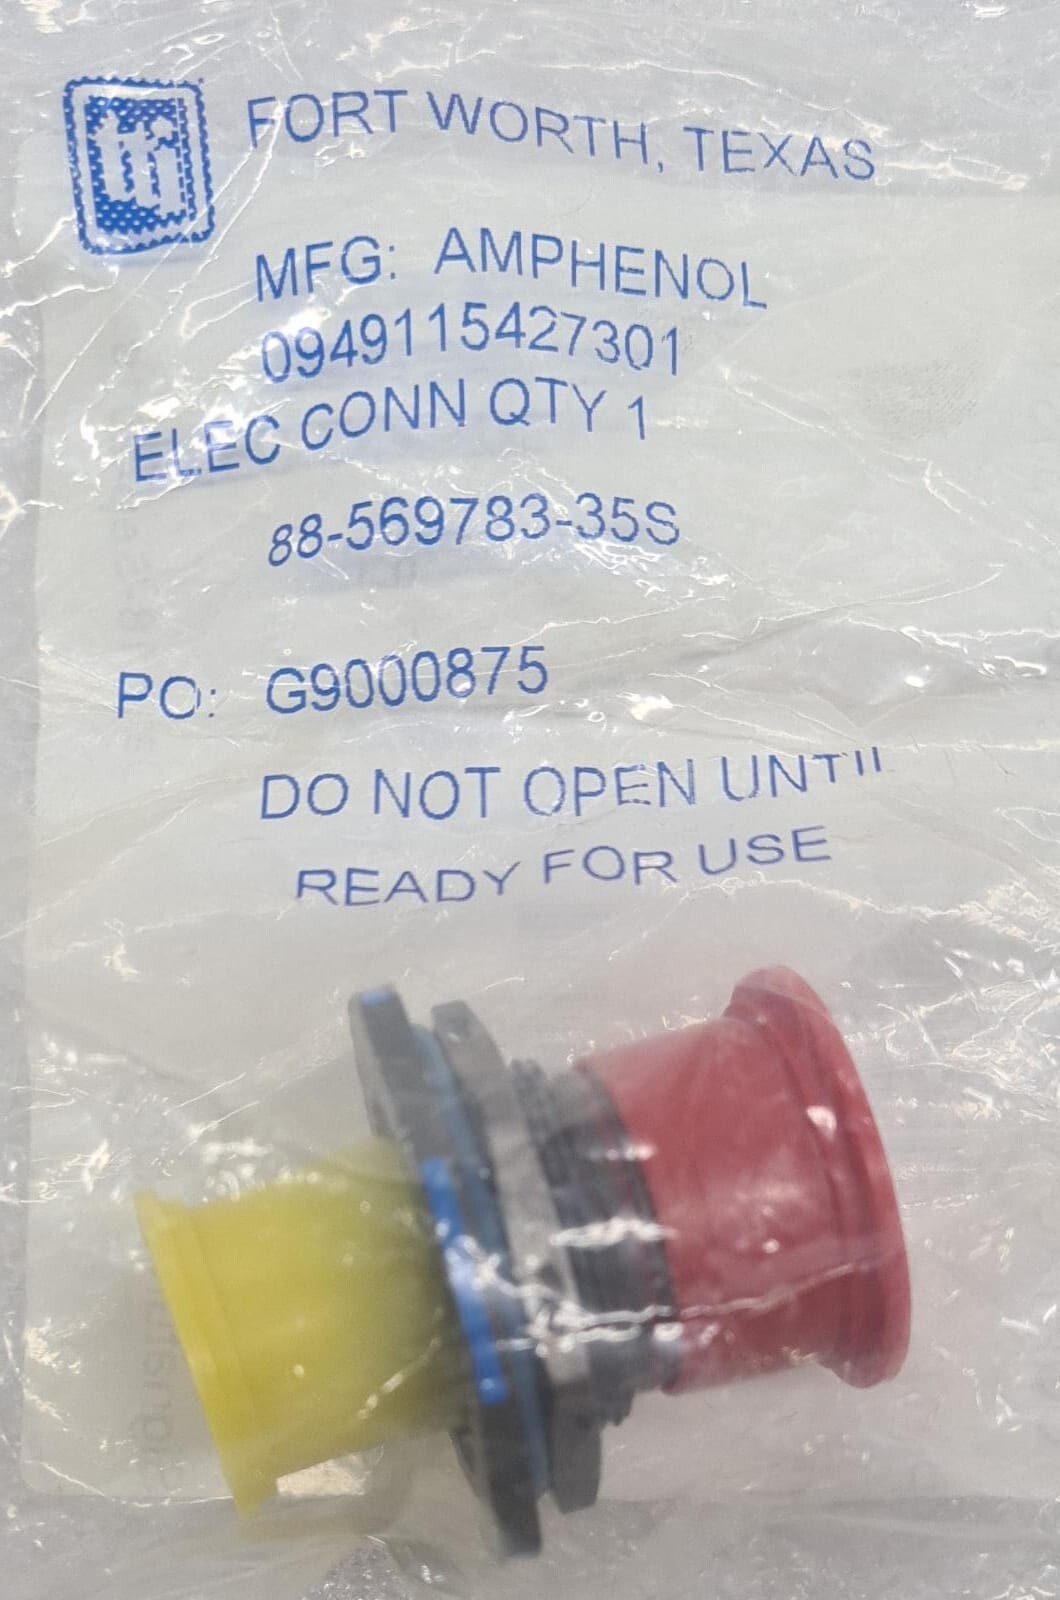 tti
FORT WORTH, TEXAS
MFG: AMPHENOL
0949115427301
ELEC CONN QTY 1
88-569783-35S
PO: G9000875
DO NOT OPEN UNTIL
READY FOR USE